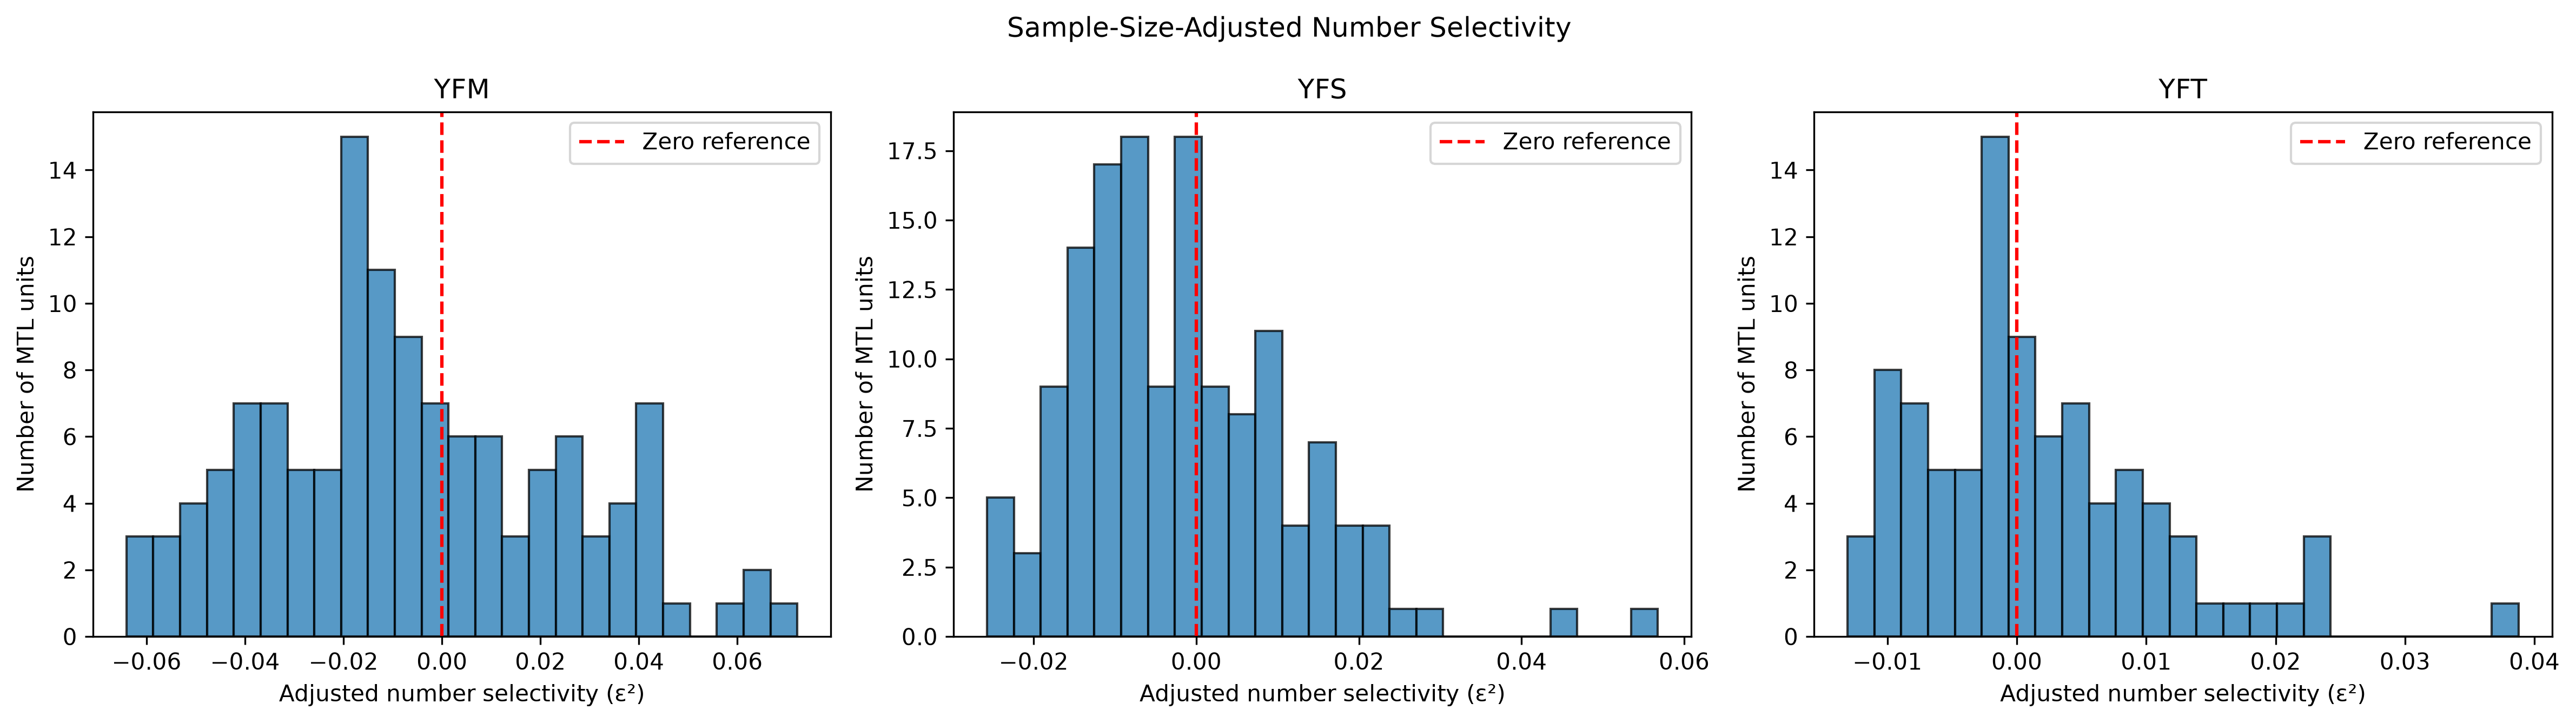 Sample-Size-Adjusted Number Selectivity
YFM
Number of MTL units
14
12
10
8
6
4
2
0
Zero reference
−0.06 −0.04 −0.02 0.00 0.02 0.04 0.06
Adjusted number selectivity (ε²)
YFS
Number of MTL units
17.5
15.0
12.5
10.0
7.5
5.0
2.5
0.0
Zero reference
−0.02 0.00 0.02 0.04 0.06
Adjusted number selectivity (ε²)
YFT
Number of MTL units
14
12
10
8
6
4
2
0
Zero reference
−0.01 0.00 0.01 0.02 0.03 0.04
Adjusted number selectivity (ε²)